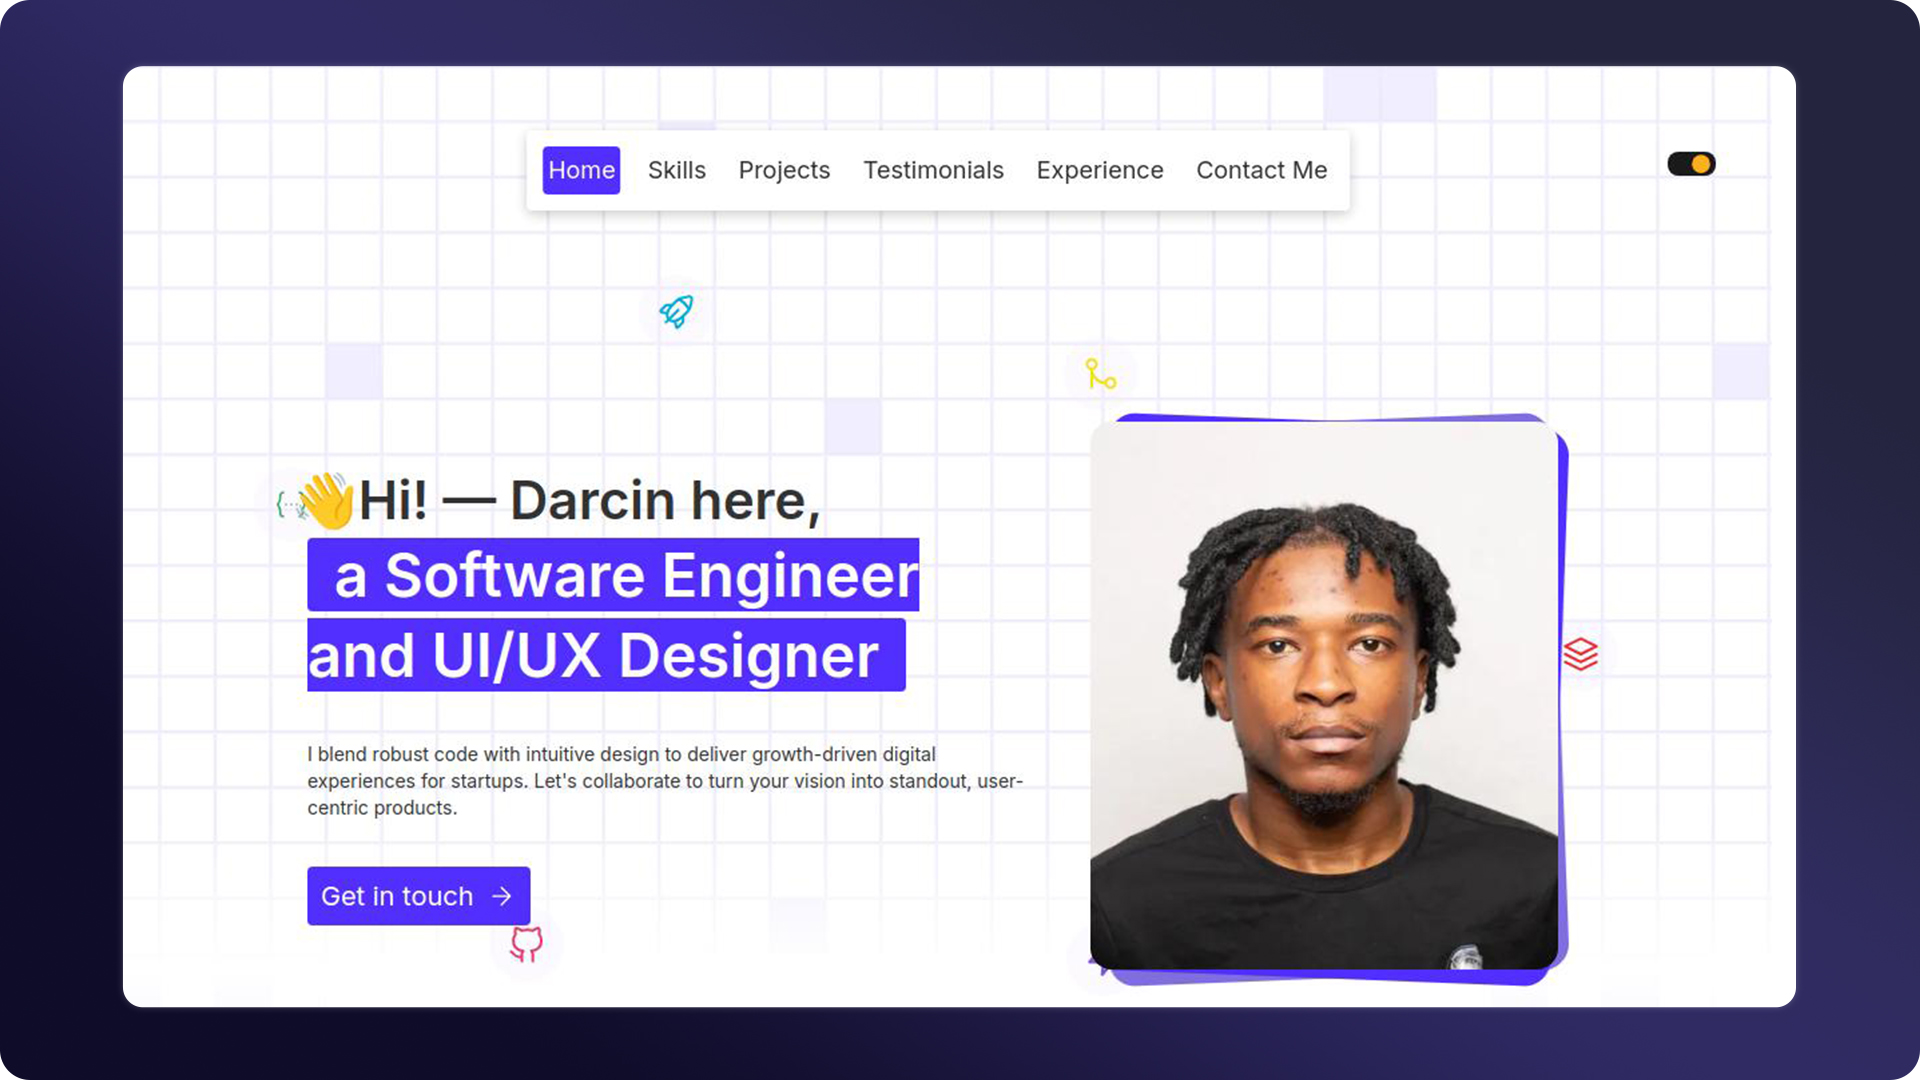 Home Skills Projects Testimonials Experience Contact Me
👋Hi! — Darcin here,
a Software Engineer
and UI/UX Designer
I blend robust code with intuitive design to deliver growth-driven digital
experiences for startups. Let's collaborate to turn your vision into standout, user-
centric products.
Get in touch →